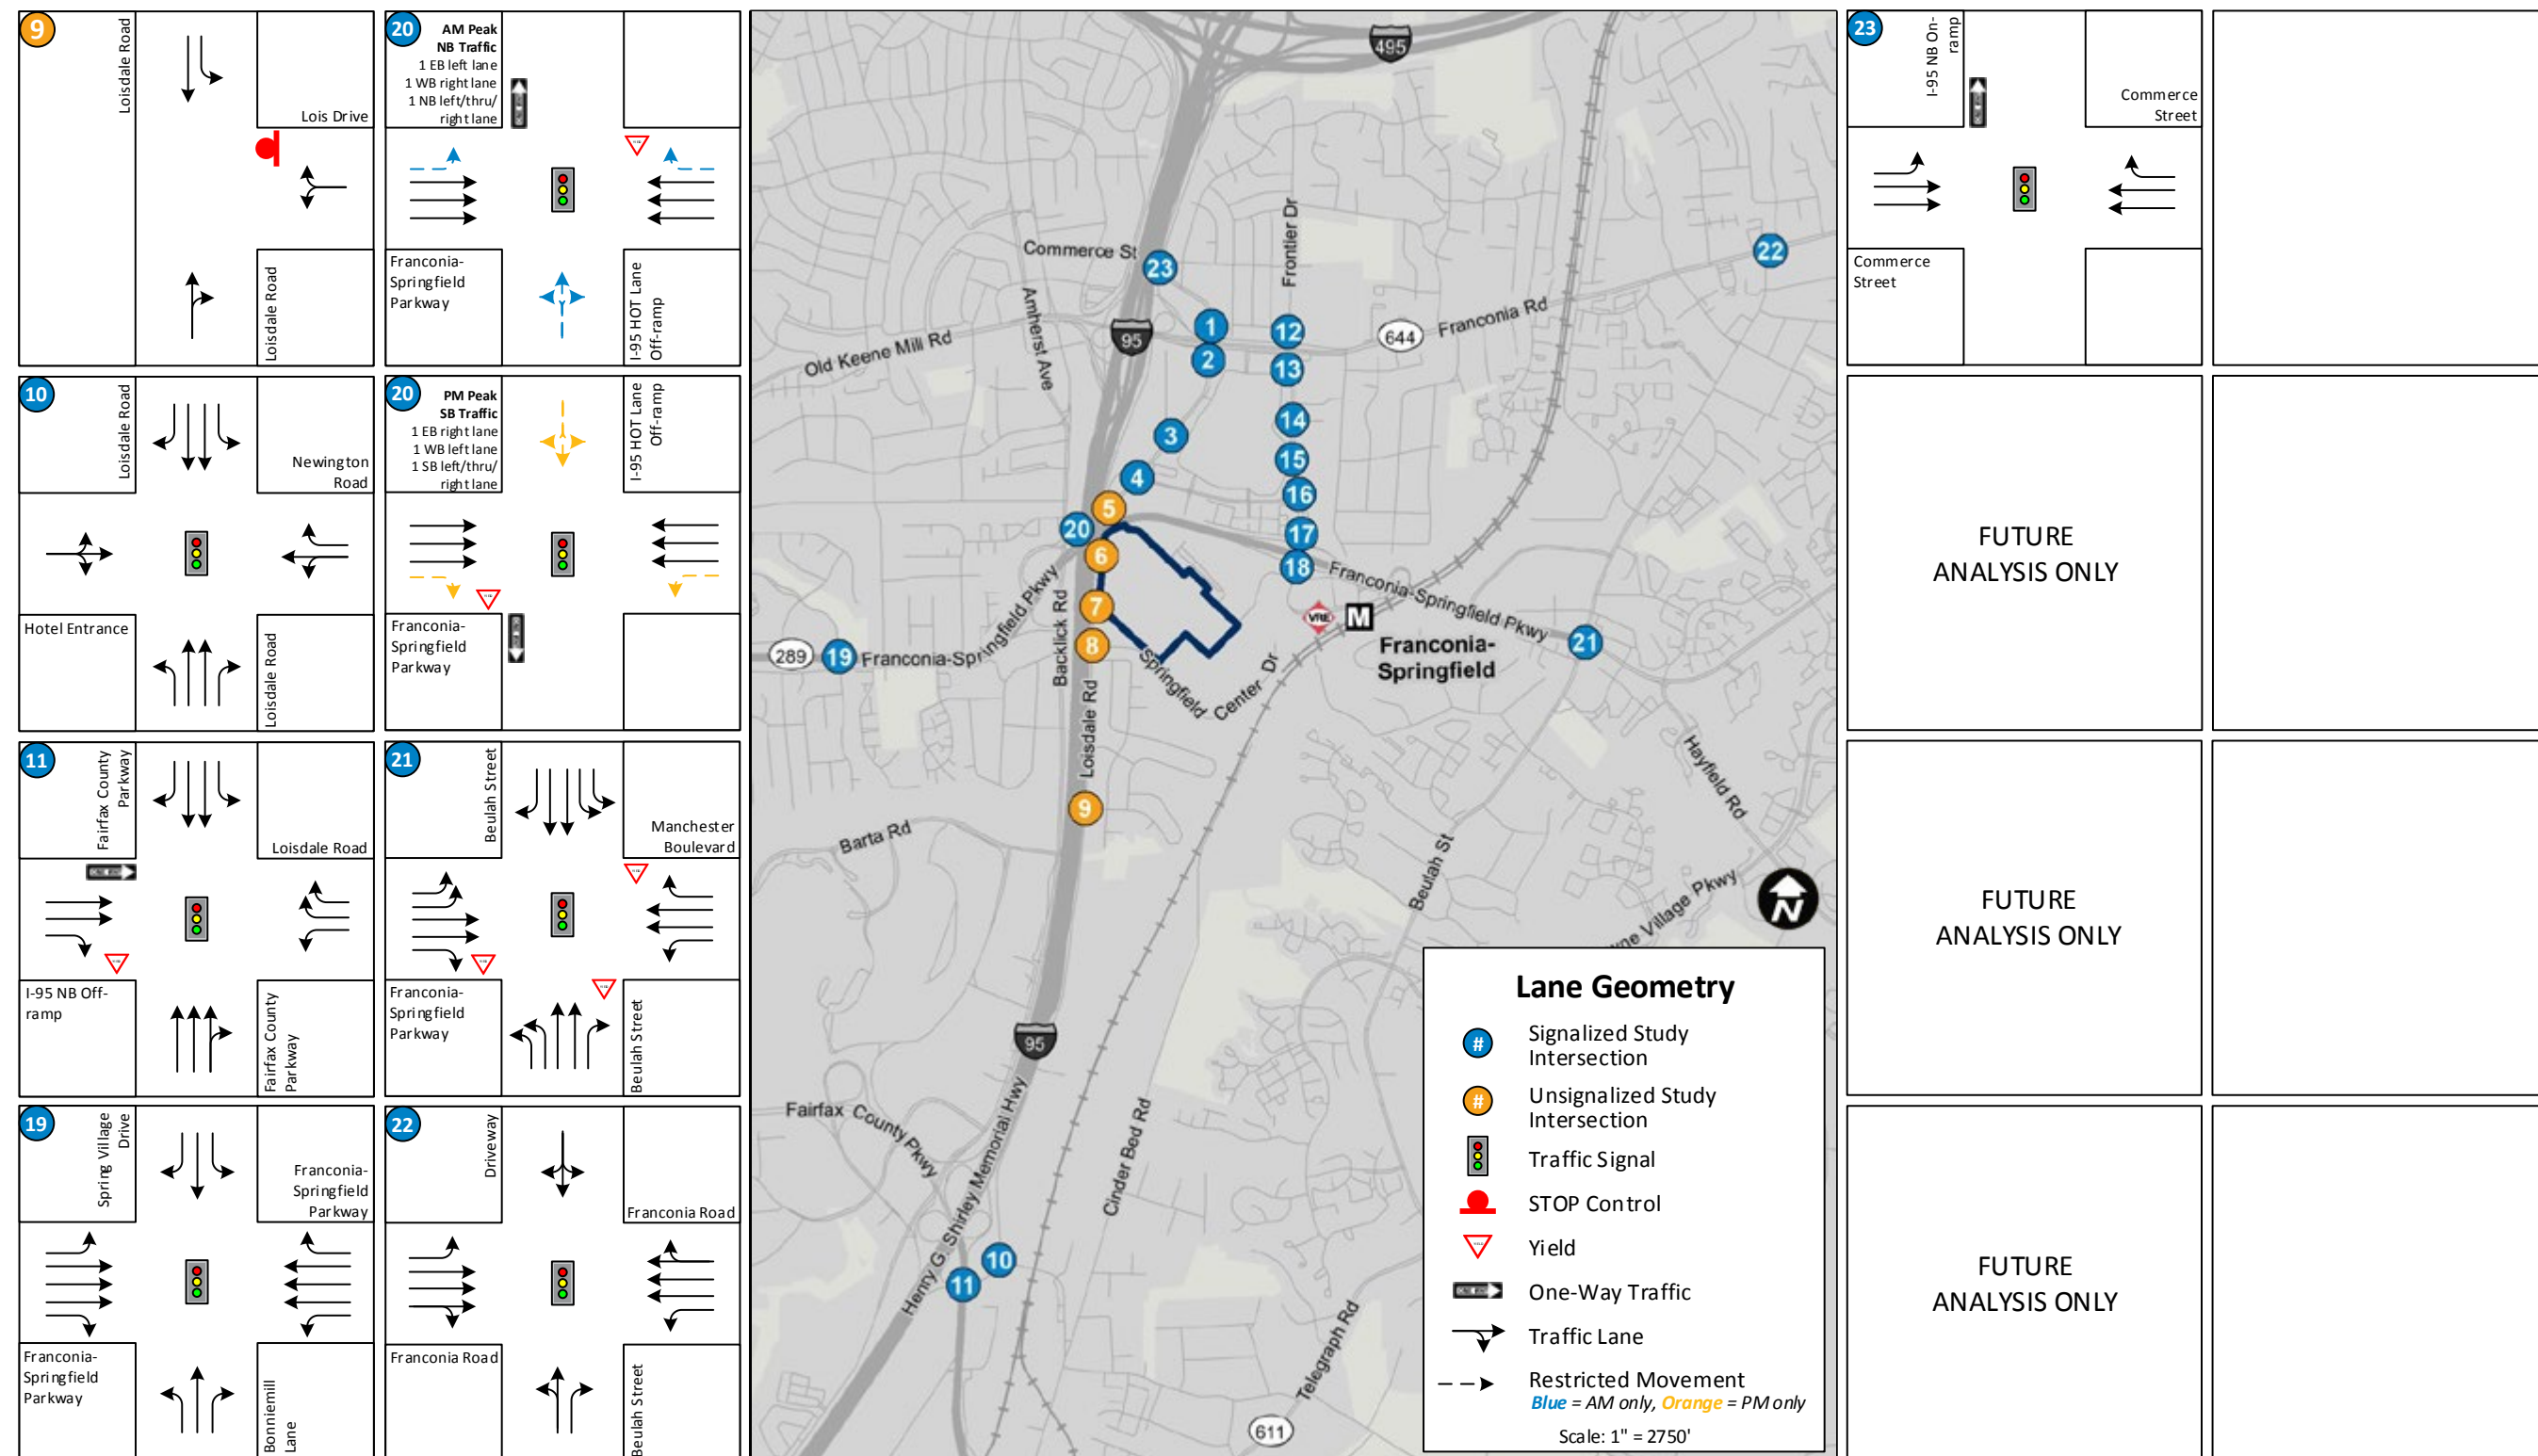 9
Loisdale Road
Lois Drive
Loisdale Road
20
AM Peak
NB Traffic
1 EB left lane
1 WB right lane
1 NB left/thru/
right lane
Franconia-
Springfield
Parkway
I-95 HOT Lane
Off-ramp
10
Loisdale Road
Newington
Road
Hotel Entrance
Loisdale Road
20
PM Peak
SB Traffic
1 EB right lane
1 WB left lane
1 SB left/thru/
right lane
I-95 HOT Lane
Off-ramp
Franconia-
Springfield
Parkway
11
Fairfax County
Parkway
Loisdale Road
I-95 NB Off-
ramp
Fairfax County
Parkway
21
Beulah Street
Manchester
Boulevard
Franconia-
Springfield
Parkway
Beulah Street
19
Spring Village
Drive
Franconia-
Springfield
Parkway
Franconia-
Springfield
Parkway
Bonniemill
Lane
22
Driveway
Franconia Road
Franconia Road
Beulah Street
495
Commerce St
23
Frontier Dr
22
Amherst Ave
95
1
2
12
13
644
Franconia Rd
Old Keene Mill Rd
3
14
4
15
16
5
20
17
6
18
Franconia-Springfield Pkwy
7
8
VRE
M
Franconia-
Springfield
21
289
19
Franconia-Springfield Pkwy
Backlick Rd
Springfield Center Dr
Loisdale Rd
9
Barta Rd
Hayfield Rd
Beulah St
Village Pkwy
N
95
Fairfax County Pkwy
Henry G. Shirley Memorial Hwy
Cinder Bed Rd
10
11
Telegraph Rd
611
Lane Geometry
#
Signalized Study
Intersection
#
Unsignalized Study
Intersection
Traffic Signal
STOP Control
Yield
One-Way Traffic
Traffic Lane
Restricted Movement
Blue = AM only, Orange = PM only
Scale: 1" = 2750'
23
I-95 NB On-
ramp
Commerce
Street
Commerce
Street
FUTURE
ANALYSIS ONLY
FUTURE
ANALYSIS ONLY
FUTURE
ANALYSIS ONLY